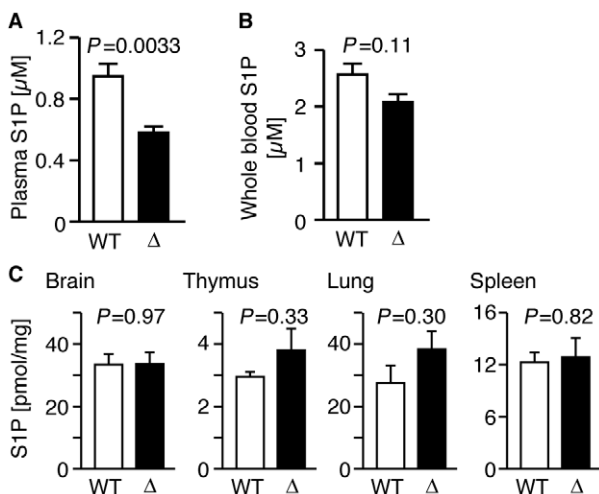 A
P=0.0033
Plasma S1P [µM]
1.2
0.8
0.4
0
WT Δ
B
P=0.11
Whole blood S1P
[µM]
3
2
1
0
WT Δ
C
Brain
P=0.97
S1P [pmol/mg]
40
20
0
WT Δ
Thymus
P=0.33
4
2
0
WT Δ
Lung
P=0.30
40
20
0
WT Δ
Spleen
P=0.82
16
12
6
0
WT Δ